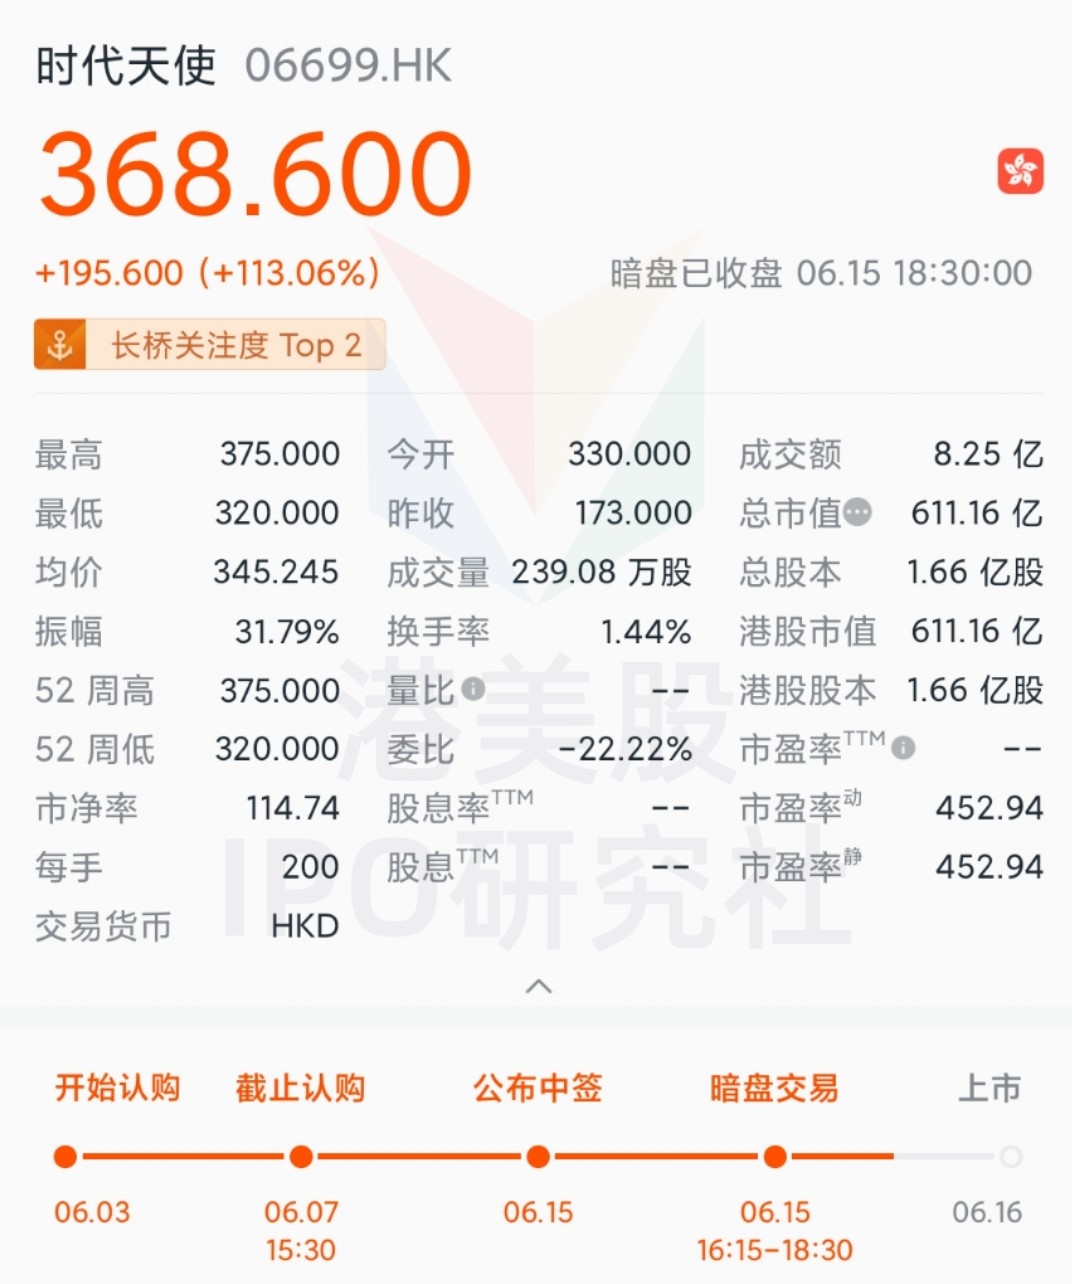 时代天使 06699.HK
368.600
+195.600 (+113.06%) 暗盘已收盘 06.15 18:30:00
长桥关注度 Top 2
最高 375.000 今开 330.000 成交额 8.25 亿
最低 320.000 昨收 173.000 总市值 611.16 亿
均价 345.245 成交量 239.08 万股 总股本 1.66 亿股
振幅 31.79% 换手率 1.44% 港股市值 611.16 亿
52 周高 375.000 量比 -- 港股股本 1.66 亿股
52 周低 320.000 委比 -22.22% 市盈率TTM --
市净率 114.74 股息率TTM -- 市盈率动 452.94
每手 200 股息TTM -- 市盈率静 452.94
交易货币 HKD
港美股
IPO研究社
开始认购 截止认购 公布中签 暗盘交易 上市
06.03 06.07 06.15 06.15 06.16
15:30 16:15-18:30